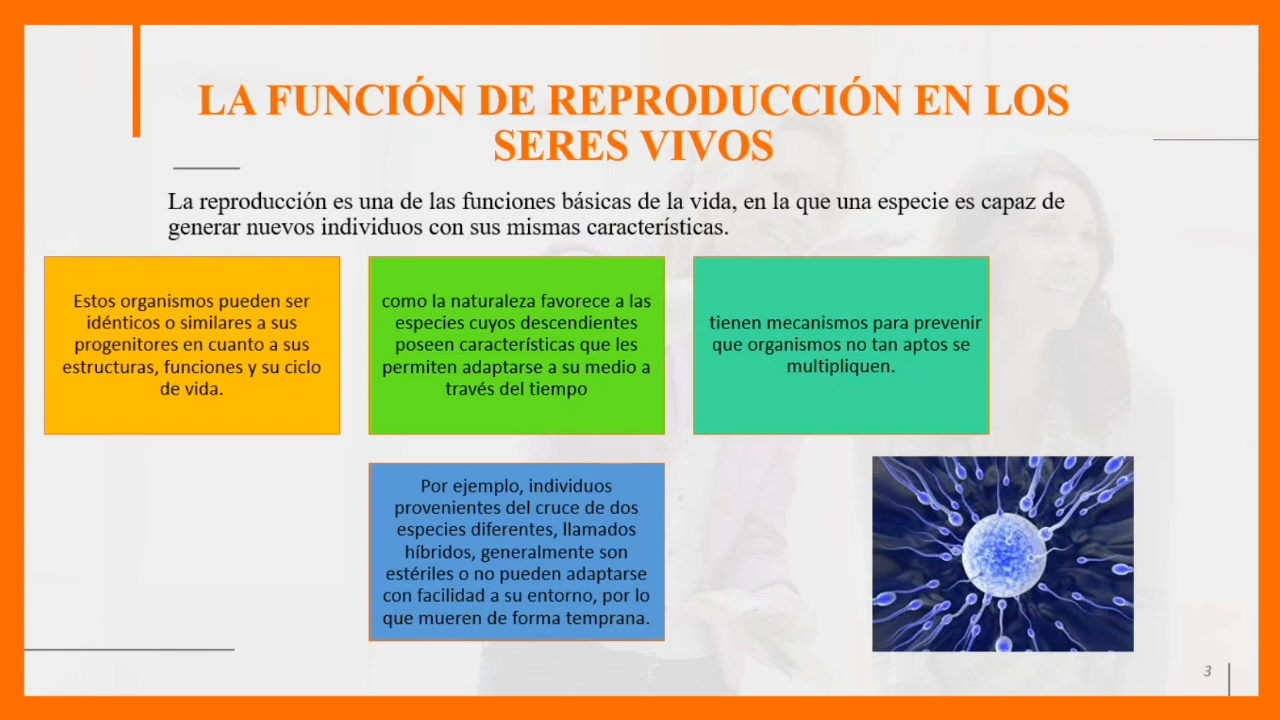 LA FUNCIÓN DE REPRODUCCIÓN EN LOS
SERES VIVOS
La reproducción es una de las funciones básicas de la vida, en la que una especie es capaz de
generar nuevos individuos con sus mismas características.
Estos organismos pueden ser
idénticos o similares a sus
progenitores en cuanto a sus
estructuras, funciones y su ciclo
de vida.
como la naturaleza favorece a las
especies cuyos descendientes
poseen características que les
permiten adaptarse a su medio a
través del tiempo
tienen mecanismos para prevenir
que organismos no tan aptos se
multipliquen.
Por ejemplo, individuos
provenientes del cruce de dos
especies diferentes, llamados
híbridos, generalmente son
estériles o no pueden adaptarse
con facilidad a su entorno, por lo
que mueren de forma temprana.
3